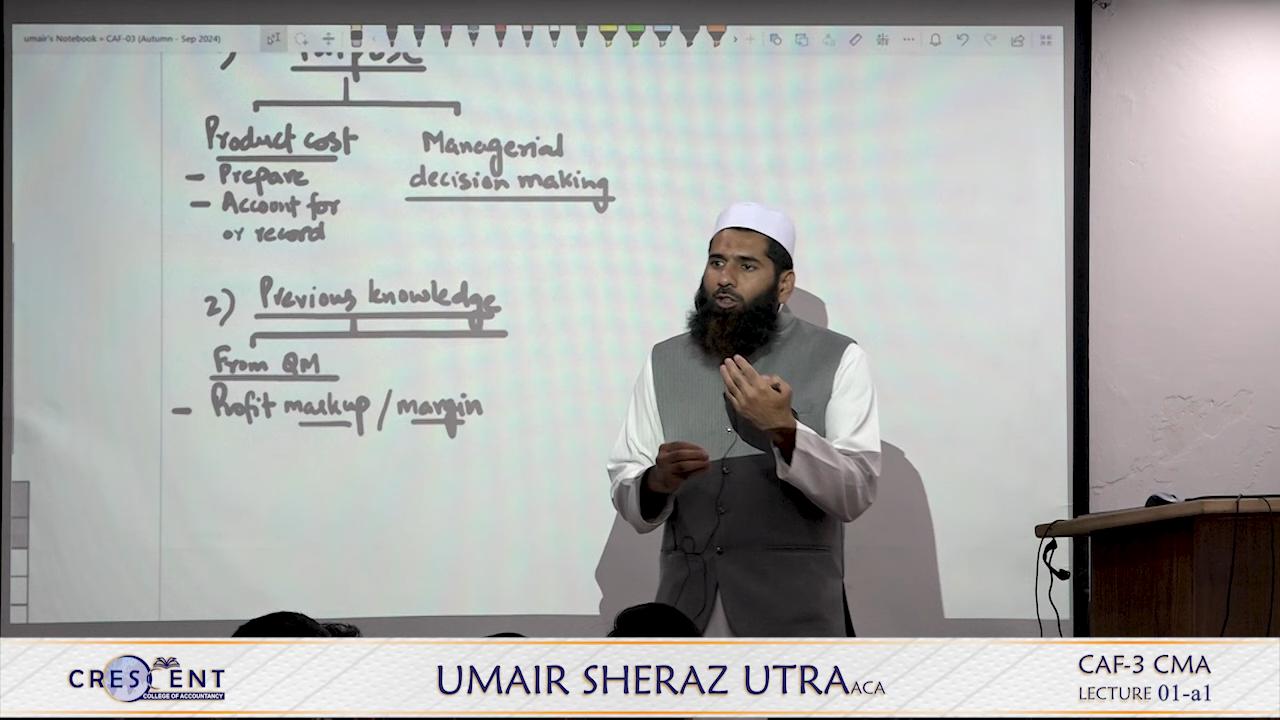 umair's Notebook » CAF-03 (Autumn - Sep 2024)
Purpose
Product cost
- Prepare
- Account for
or record
Managerial
decision making
2) Previous knowledge
From QM
- Profit markup / margin
CRESCENT
COLLEGE OF ACCOUNTANCY
UMAIR SHERAZ UTRA ACA
CAF-3 CMA
LECTURE 01-a1